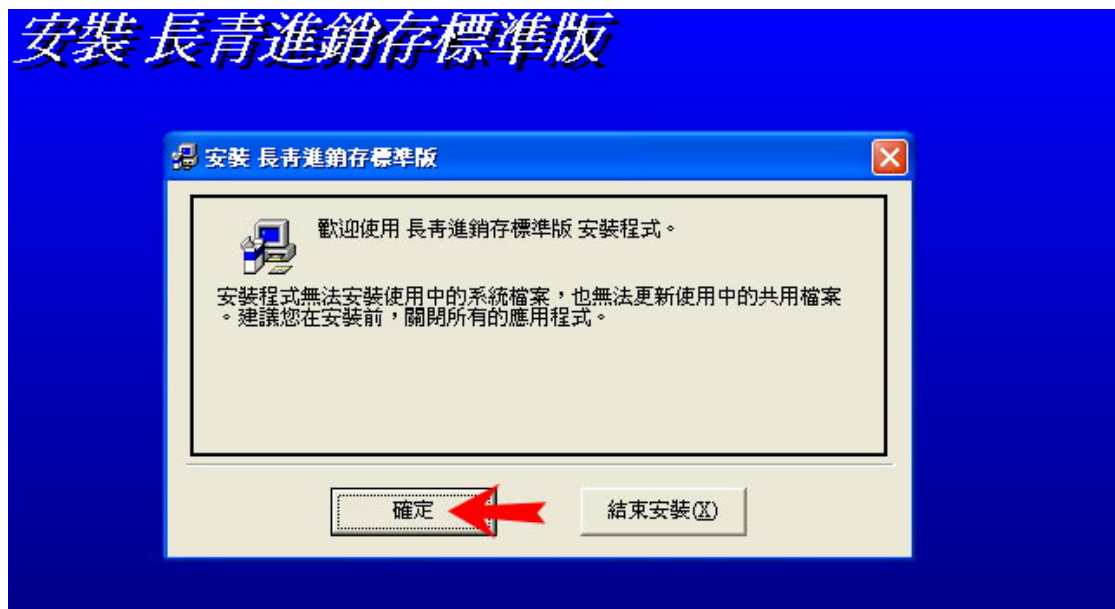 安裝 長青進銷存標準版
安裝 長青進銷存標準版
歡迎使用 長青進銷存標準版 安裝程式。
安裝程式無法安裝使用中的系統檔案，也無法更新使用中的共用檔案
。建議您在安裝前，關閉所有的應用程式。
確定
結束安裝(X)